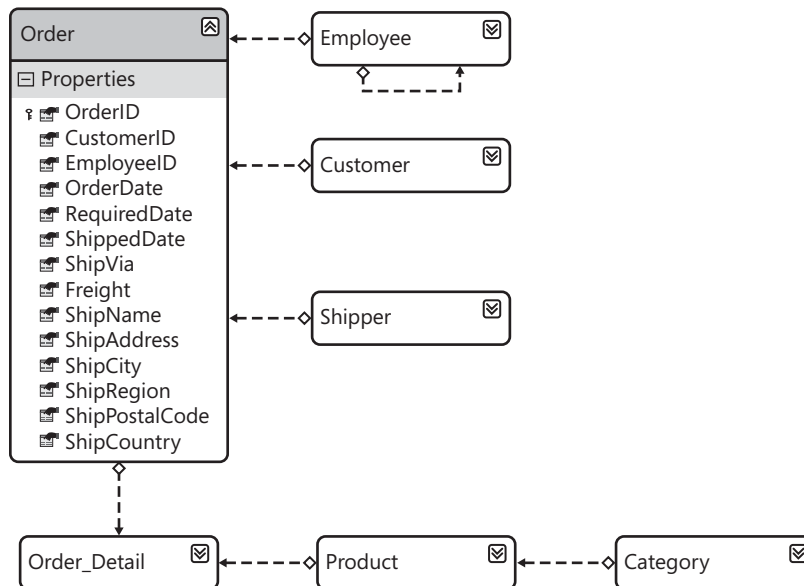 Order
Properties
OrderID
CustomerID
EmployeeID
OrderDate
RequiredDate
ShippedDate
ShipVia
Freight
ShipName
ShipAddress
ShipCity
ShipRegion
ShipPostalCode
ShipCountry
Employee
Customer
Shipper
Order_Detail
Product
Category